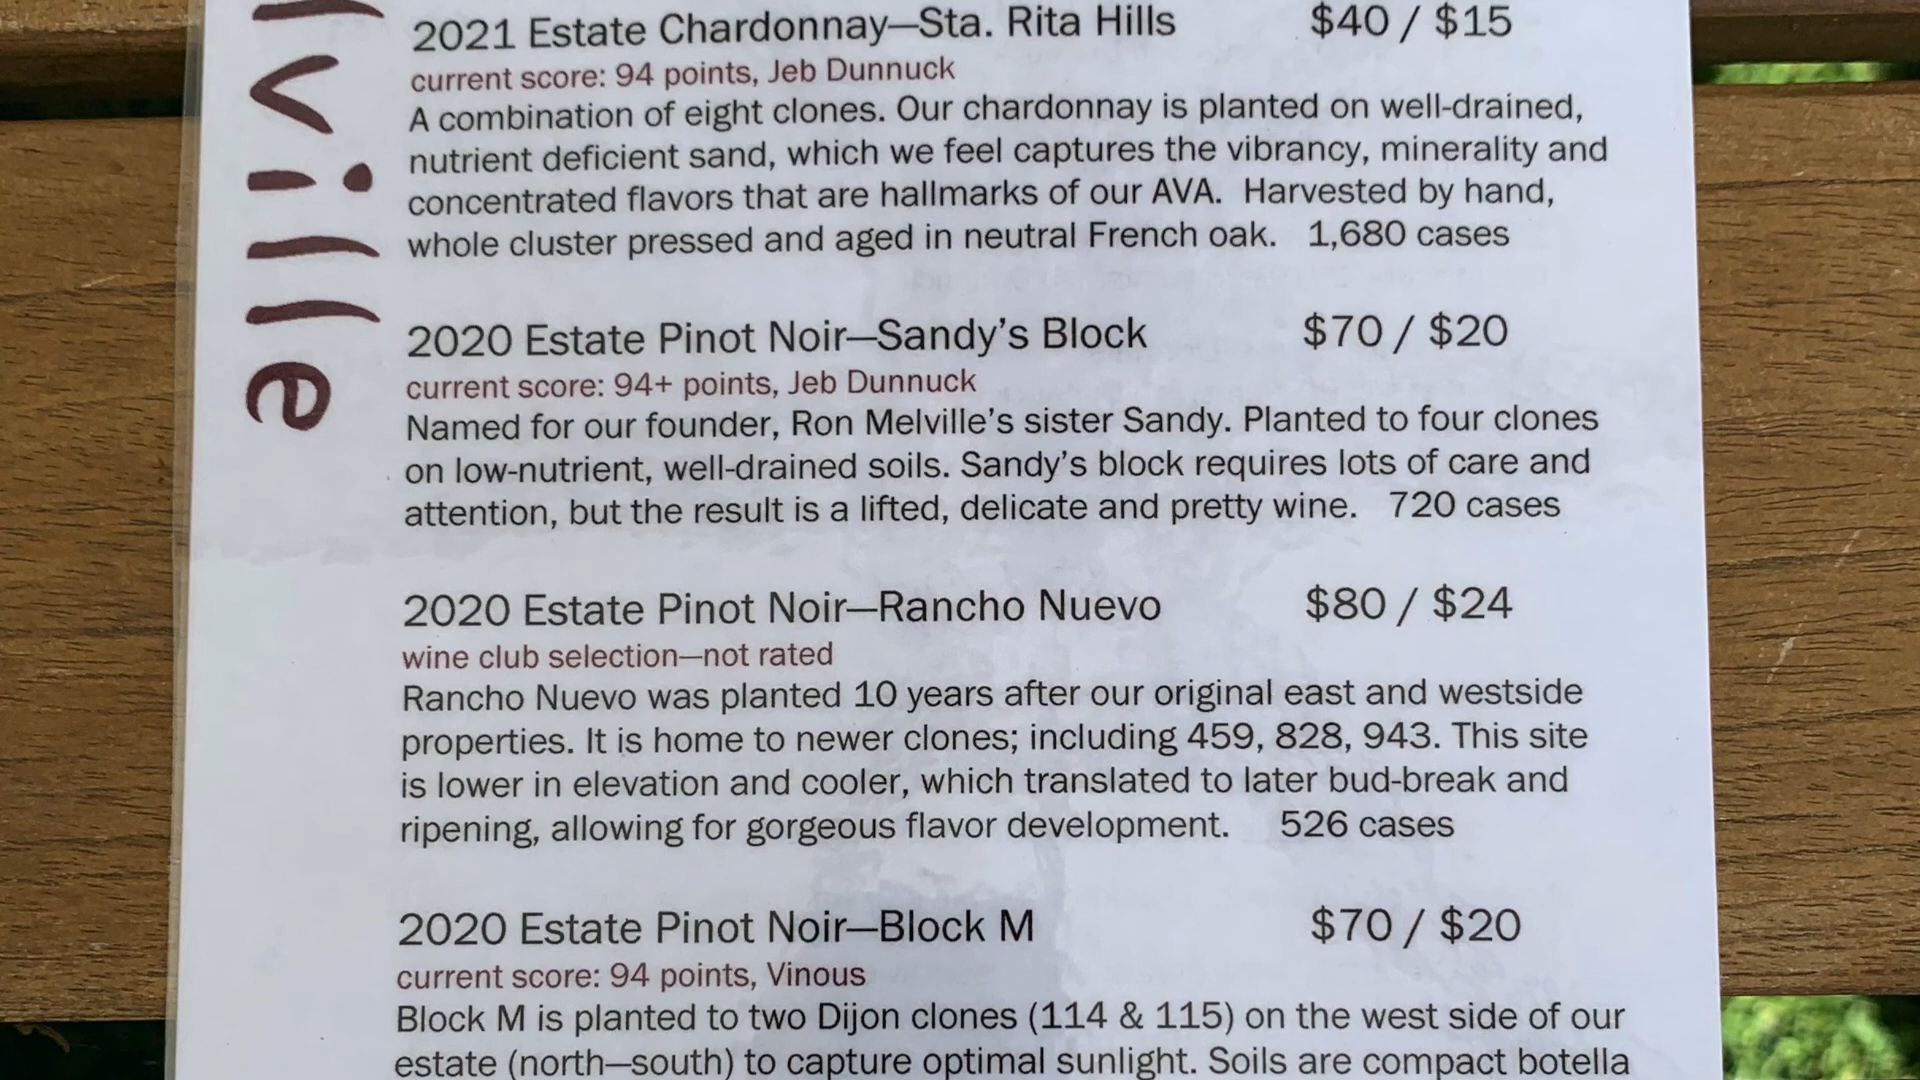 lville
2021 Estate Chardonnay—Sta. Rita Hills $40 / $15
current score: 94 points, Jeb Dunnuck
A combination of eight clones. Our chardonnay is planted on well-drained,
nutrient deficient sand, which we feel captures the vibrancy, minerality and
concentrated flavors that are hallmarks of our AVA. Harvested by hand,
whole cluster pressed and aged in neutral French oak. 1,680 cases
2020 Estate Pinot Noir—Sandy's Block $70 / $20
current score: 94+ points, Jeb Dunnuck
Named for our founder, Ron Melville's sister Sandy. Planted to four clones
on low-nutrient, well-drained soils. Sandy's block requires lots of care and
attention, but the result is a lifted, delicate and pretty wine. 720 cases
2020 Estate Pinot Noir—Rancho Nuevo $80 / $24
wine club selection—not rated
Rancho Nuevo was planted 10 years after our original east and westside
properties. It is home to newer clones; including 459, 828, 943. This site
is lower in elevation and cooler, which translated to later bud-break and
ripening, allowing for gorgeous flavor development. 526 cases
2020 Estate Pinot Noir—Block M $70 / $20
current score: 94 points, Vinous
Block M is planted to two Dijon clones (114 & 115) on the west side of our
estate (north—south) to capture optimal sunlight. Soils are compact botella